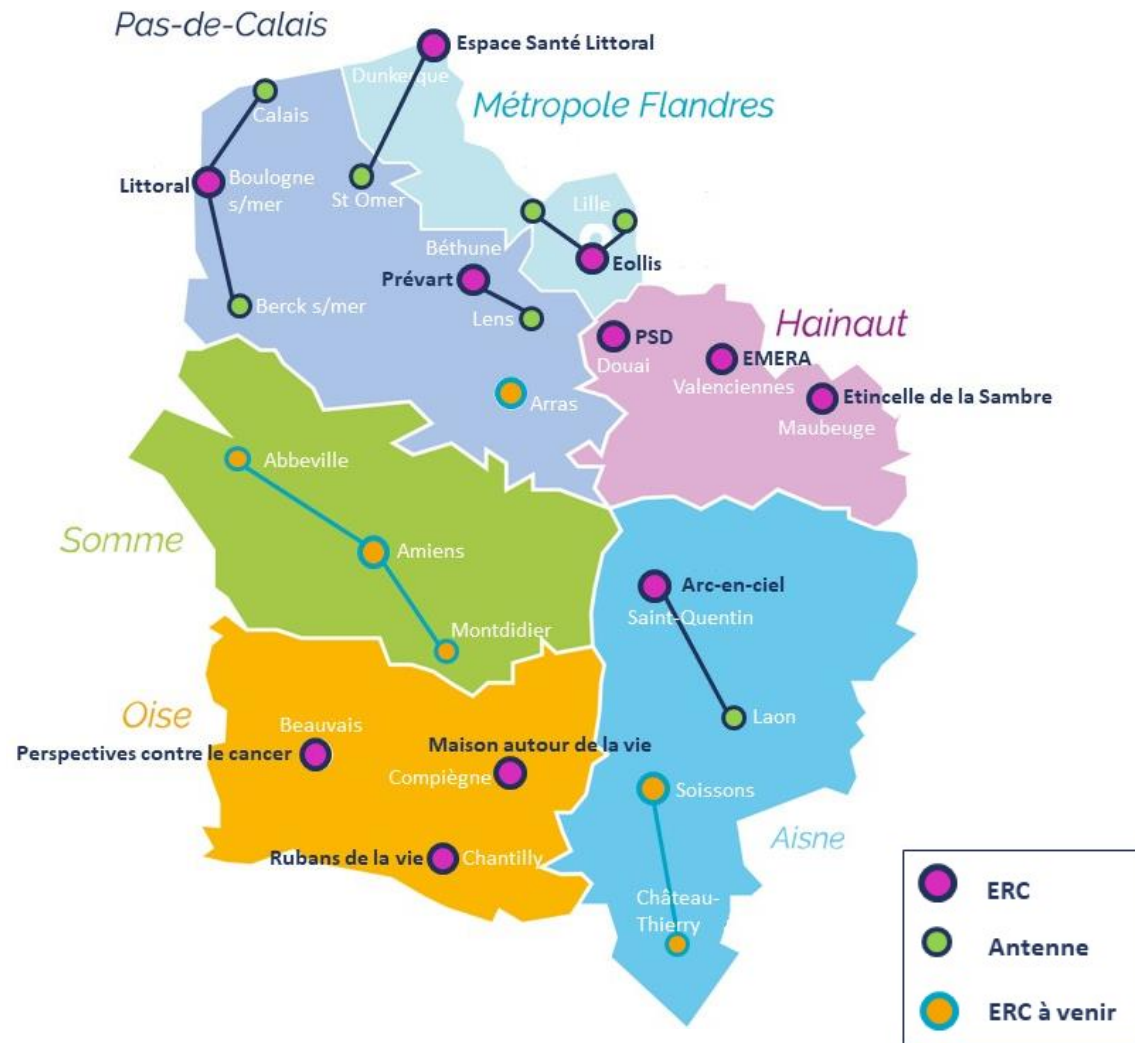 Pas-de-Calais
Espace Santé Littoral
Dunkerque
Métropole Flandres
Calais
Littoral
Boulogne
s/mer
St Omer
Lille
Béthune
Eollis
Prévart
Berck s/mer
Lens
Hainaut
PSD
Douai
EMERA
Valenciennes
Etincelle de la Sambre
Maubeuge
Arras
Abbeville
Somme
Amiens
Arc-en-ciel
Saint-Quentin
Montdidier
Oise
Beauvais
Laon
Perspectives contre le cancer
Maison autour de la vie
Compiègne
Soissons
Aisne
Rubans de la vie
Chantilly
Château-
Thierry
ERC
Antenne
ERC à venir